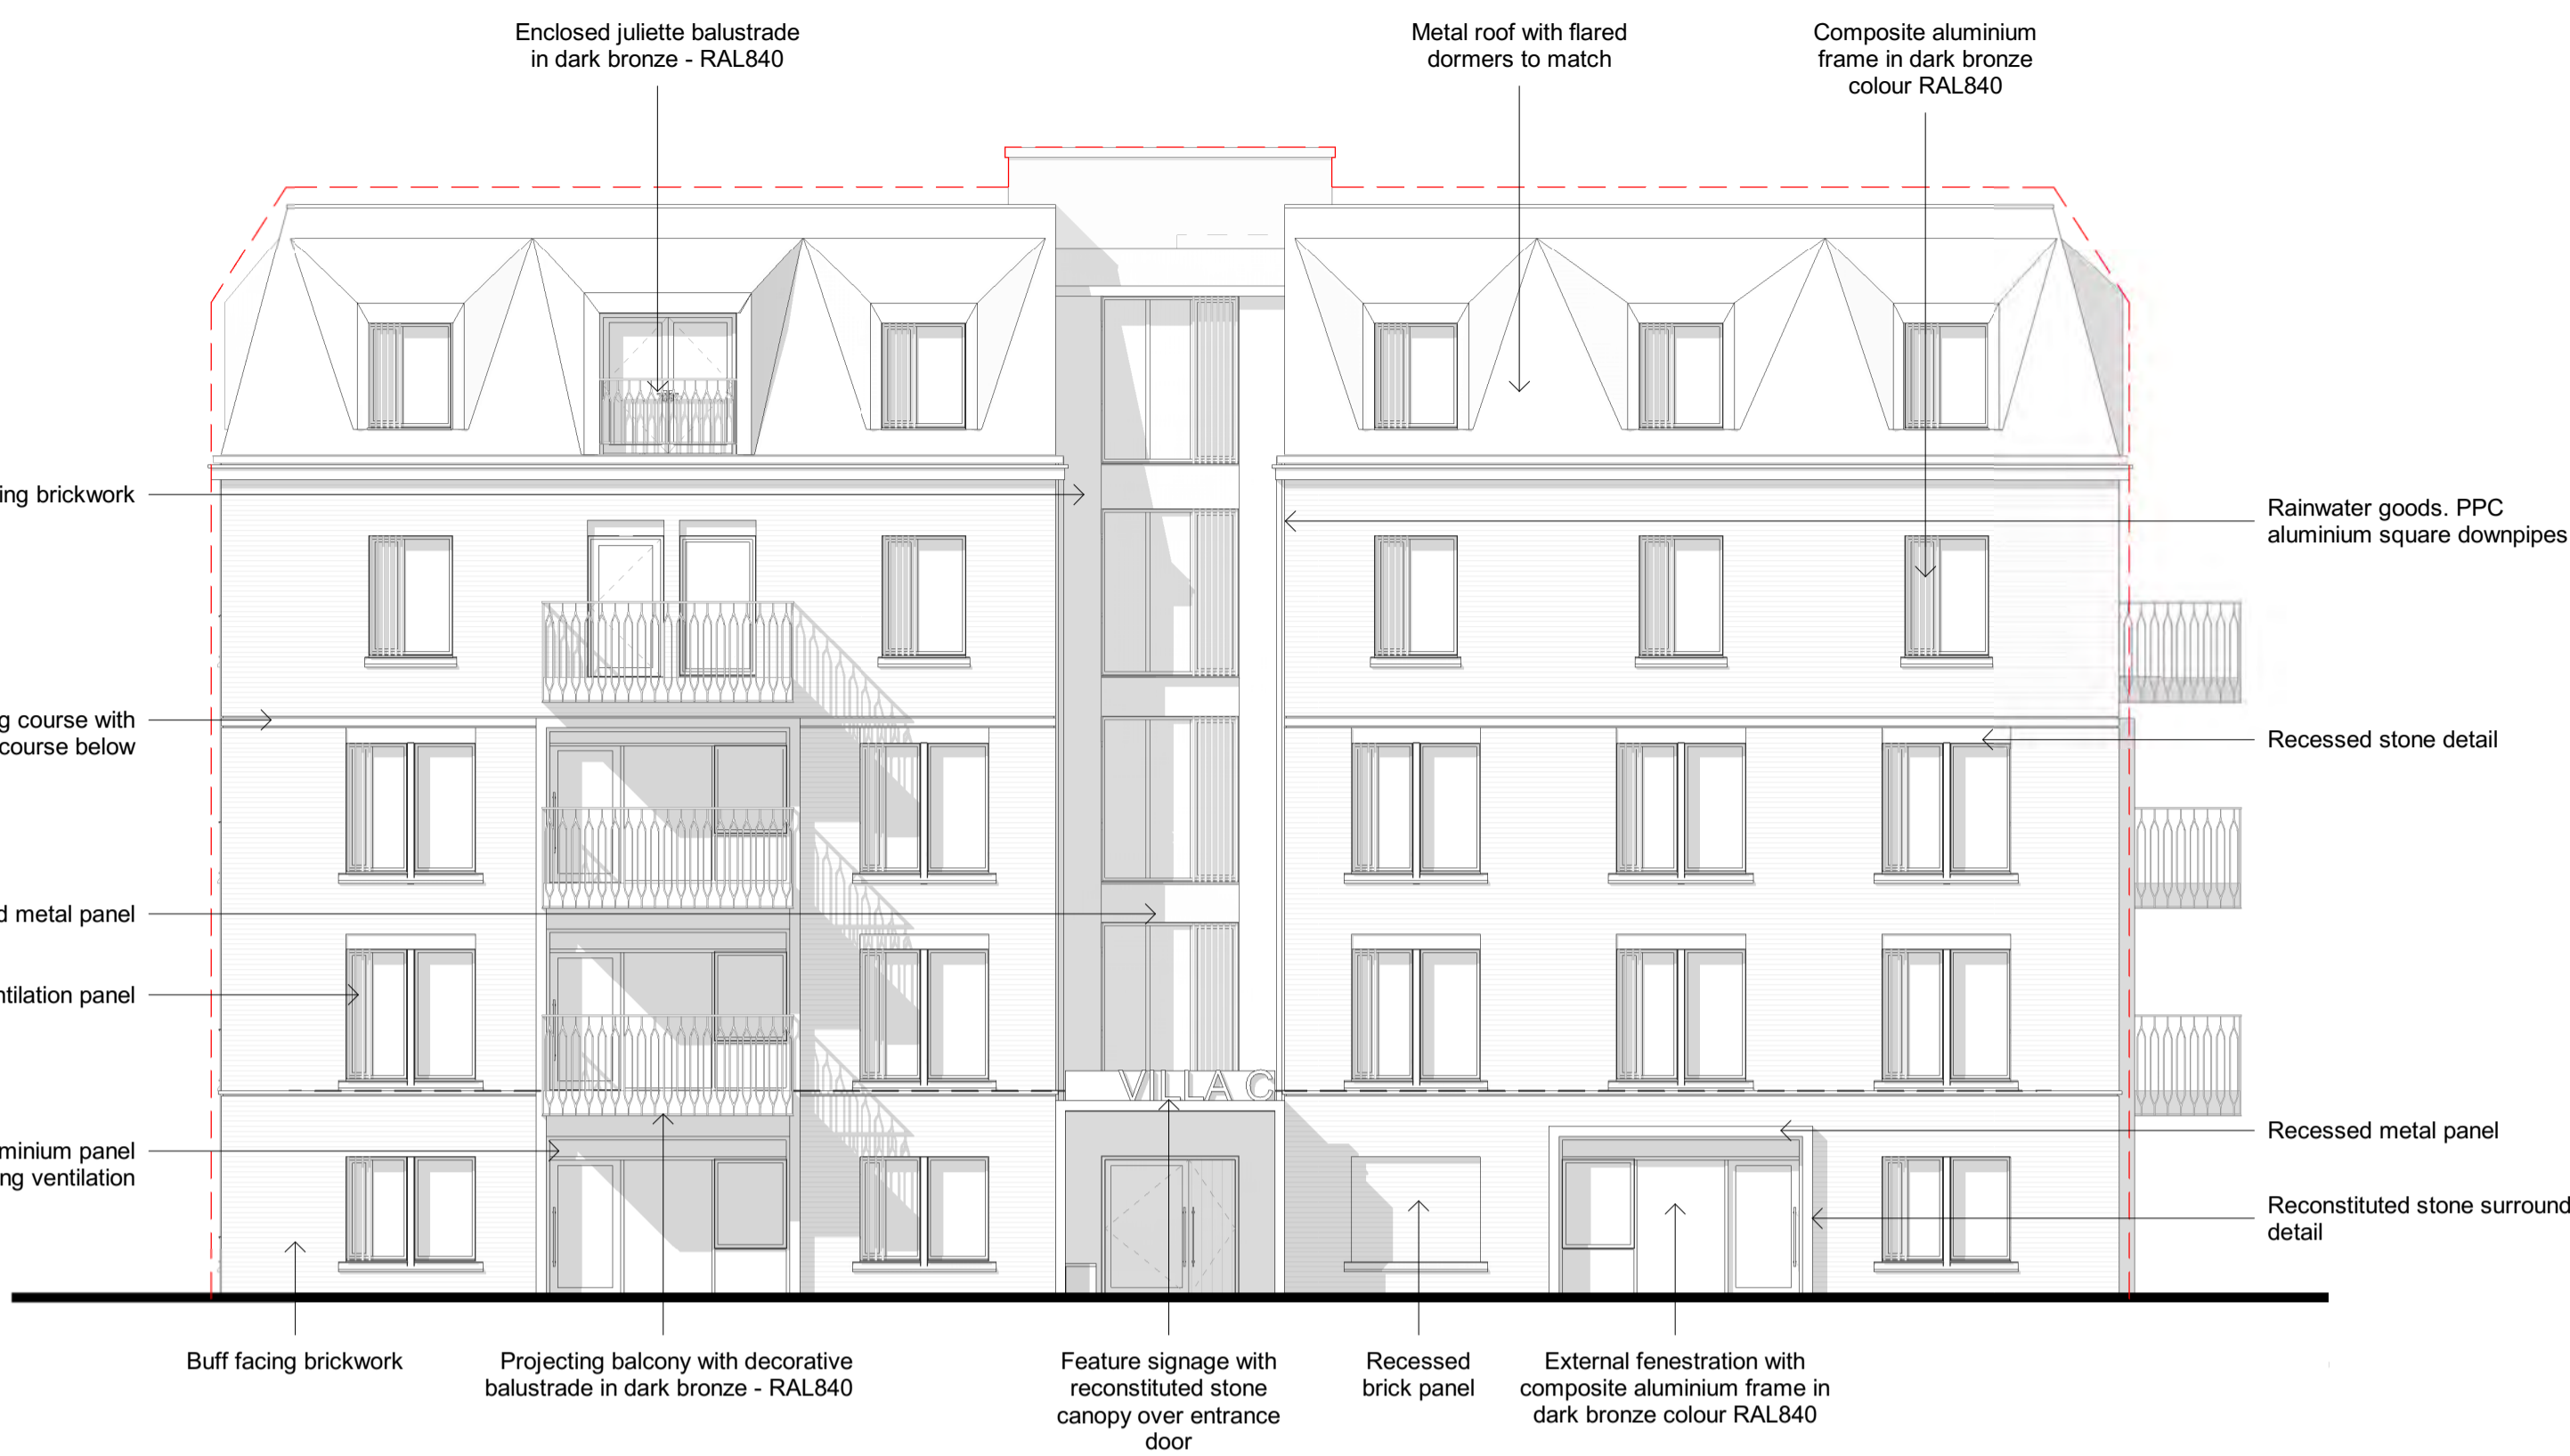 Enclosed juliette balustrade
in dark bronze - RAL840
Metal roof with flared
dormers to match
Composite aluminium
frame in dark bronze
colour RAL840
ing brickwork
Rainwater goods. PPC
aluminium square downpipes
g course with
course below
Recessed stone detail
d metal panel
ntilation panel
VILLA C
Recessed metal panel
minium panel
ng ventilation
Reconstituted stone surround
detail
Buff facing brickwork
Projecting balcony with decorative
balustrade in dark bronze - RAL840
Feature signage with
reconstituted stone
canopy over entrance
door
Recessed
brick panel
External fenestration with
composite aluminium frame in
dark bronze colour RAL840